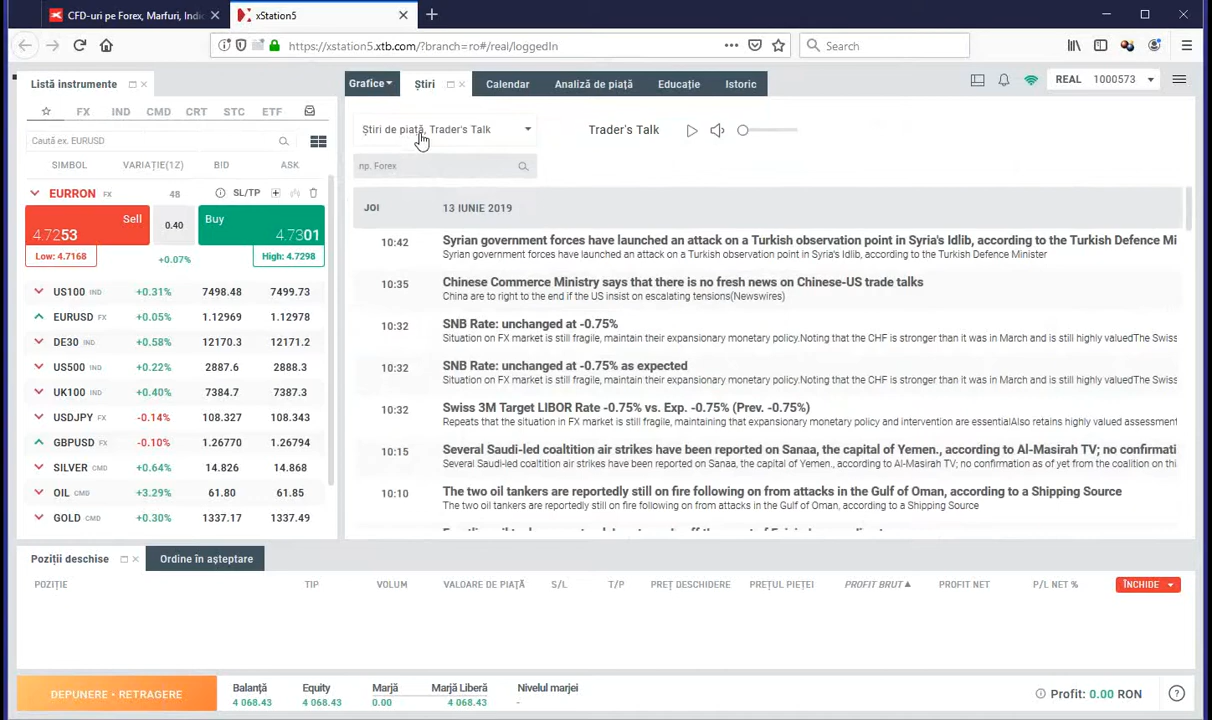 CFD-uri pe Forex, Marfuri, Indi
xStation5
https://xstation5.xtb.com/?branch=ro#/real/loggedIn
Search
Listă instrumente
Grafice
Știri
Calendar
Analiză de piață
Educație
Istoric
REAL 1000573
FX IND CMD CRT STC ETF
Caută ex. EURUSD
Știri de piață, Trader's Talk
Trader's Talk
np. Forex
SIMBOL VARIAȚIE(1Z) BID ASK
EURRON FX 48 SL/TP
Sell 4.7253
0.40
Buy 4.7301
Low: 4.7168
+0.07%
High: 4.7298
US100 IND +0.31% 7498.48 7499.73
EURUSD FX +0.05% 1.12969 1.12978
DE30 IND +0.58% 12170.3 12171.2
US500 IND +0.22% 2887.6 2888.3
UK100 IND +0.40% 7384.7 7387.3
USDJPY FX -0.14% 108.327 108.343
GBPUSD FX -0.10% 1.26770 1.26794
SILVER CMD +0.64% 14.826 14.868
OIL CMD +3.29% 61.80 61.85
GOLD CMD +0.30% 1337.17 1337.49
JOI 13 IUNIE 2019
10:42 Syrian government forces have launched an attack on a Turkish observation point in Syria's Idlib, according to the Turkish Defence Mi
Syrian government forces have launched an attack on a Turkish observation point in Syria's Idlib, according to the Turkish Defence Minister
10:35 Chinese Commerce Ministry says that there is no fresh news on Chinese-US trade talks
China are to right to the end if the US insist on escalating tensions(Newswires)
10:32 SNB Rate: unchanged at -0.75%
Situation on FX market is still fragile, maintain their expansionary monetary policy.Noting that the CHF is stronger than it was in March and is still highly valuedThe Swiss
10:32 SNB Rate: unchanged at -0.75% as expected
Situation on FX market is still fragile, maintain their expansionary monetary policy.Noting that the CHF is stronger than it was in March and is still highly valuedThe Swiss
10:32 Swiss 3M Target LIBOR Rate -0.75% vs. Exp. -0.75% (Prev. -0.75%)
Repeats that the situation in FX market is still fragile, maintaining that expansionary monetary policy and intervention are essentialAlso retains highly valued assessment
10:15 Several Saudi-led coaltition air strikes have been reported on Sanaa, the capital of Yemen., according to Al-Masirah TV; no confirmati
Several Saudi-led coaltition air strikes have been reported on Sanaa, the capital of Yemen., according to Al-Masirah TV; no confirmation as of yet from the coalition on thi
10:10 The two oil tankers are reportedly still on fire following on from attacks in the Gulf of Oman, according to a Shipping Source
The two oil tankers are reportedly still on fire following on from attacks in the Gulf of Oman, according to a Shipping Source
Poziții deschise
Ordine în așteptare
POZIȚIE TIP VOLUM VALOARE DE PIAȚĂ S/L T/P PREȚ DESCHIDERE PREȚUL PIEȚEI PROFIT BRUT PROFIT NET P/L NET % ÎNCHIDE
DEPUNERE • RETRAGERE
Balanță Equity Marjă Marjă Liberă Nivelul marjei
4 068.43 4 068.43 0.00 4 068.43 -
Profit: 0.00 RON